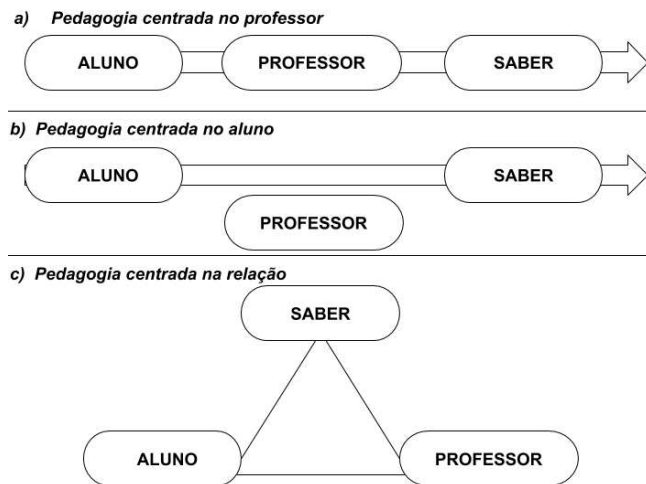 a) Pedagogia centrada no professor
ALUNO PROFESSOR SABER
b) Pedagogia centrada no aluno
ALUNO SABER
PROFESSOR
c) Pedagogia centrada na relação
SABER
ALUNO PROFESSOR